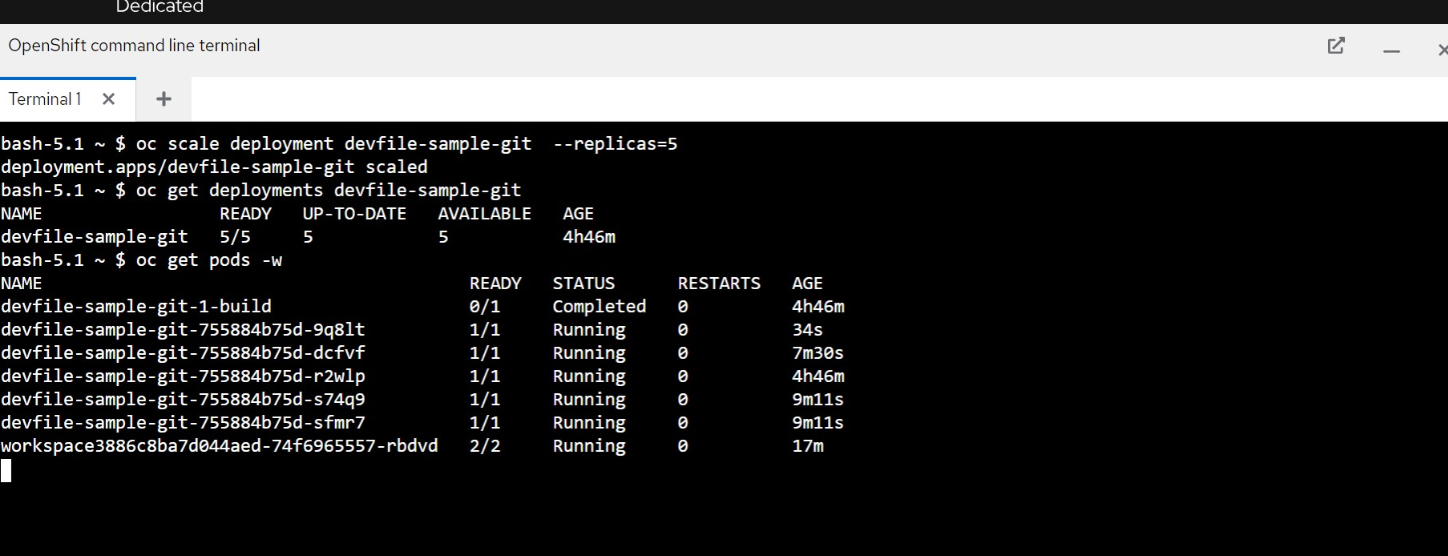 Dedicated
OpenShift command line terminal
Terminal 1
bash-5.1 ~ $ oc scale deployment devfile-sample-git  --replicas=5
deployment.apps/devfile-sample-git scaled
bash-5.1 ~ $ oc get deployments devfile-sample-git
NAME                 READY   UP-TO-DATE   AVAILABLE   AGE
devfile-sample-git   5/5     5            5           4h46m
bash-5.1 ~ $ oc get pods -w
NAME                                         READY   STATUS      RESTARTS   AGE
devfile-sample-git-1-build                   0/1     Completed   0          4h46m
devfile-sample-git-755884b75d-9q8lt          1/1     Running     0          34s
devfile-sample-git-755884b75d-dcfvf          1/1     Running     0          7m30s
devfile-sample-git-755884b75d-r2wlp          1/1     Running     0          4h46m
devfile-sample-git-755884b75d-s74q9          1/1     Running     0          9m11s
devfile-sample-git-755884b75d-sfmr7          1/1     Running     0          9m11s
workspace3886c8ba7d044aed-74f6965557-rbdvd   2/2     Running     0          17m